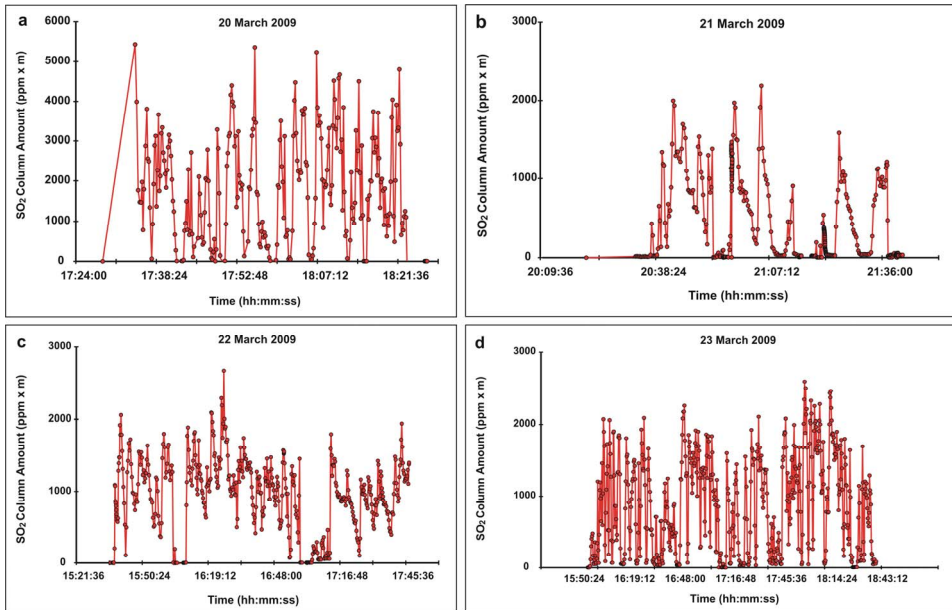 a
20 March 2009
SO2 Column Amount (ppm x m)
6000
5000
4000
3000
2000
1000
0
17:24:00 17:38:24 17:52:48 18:07:12 18:21:36
Time (hh:mm:ss)
b
21 March 2009
SO2 Column Amount (ppm x m)
3000
2000
1000
0
20:09:36 20:38:24 21:07:12 21:36:00
Time (hh:mm:ss)
c
22 March 2009
SO2 Column Amount (ppm x m)
3000
2000
1000
0
15:21:36 15:50:24 16:19:12 16:48:00 17:16:48 17:45:36
Time (hh:mm:ss)
d
23 March 2009
SO2 Column Amount (ppm x m)
3000
2000
1000
0
15:50:24 16:19:12 16:48:00 17:16:48 17:45:36 18:14:24 18:43:12
Time (hh:mm:ss)